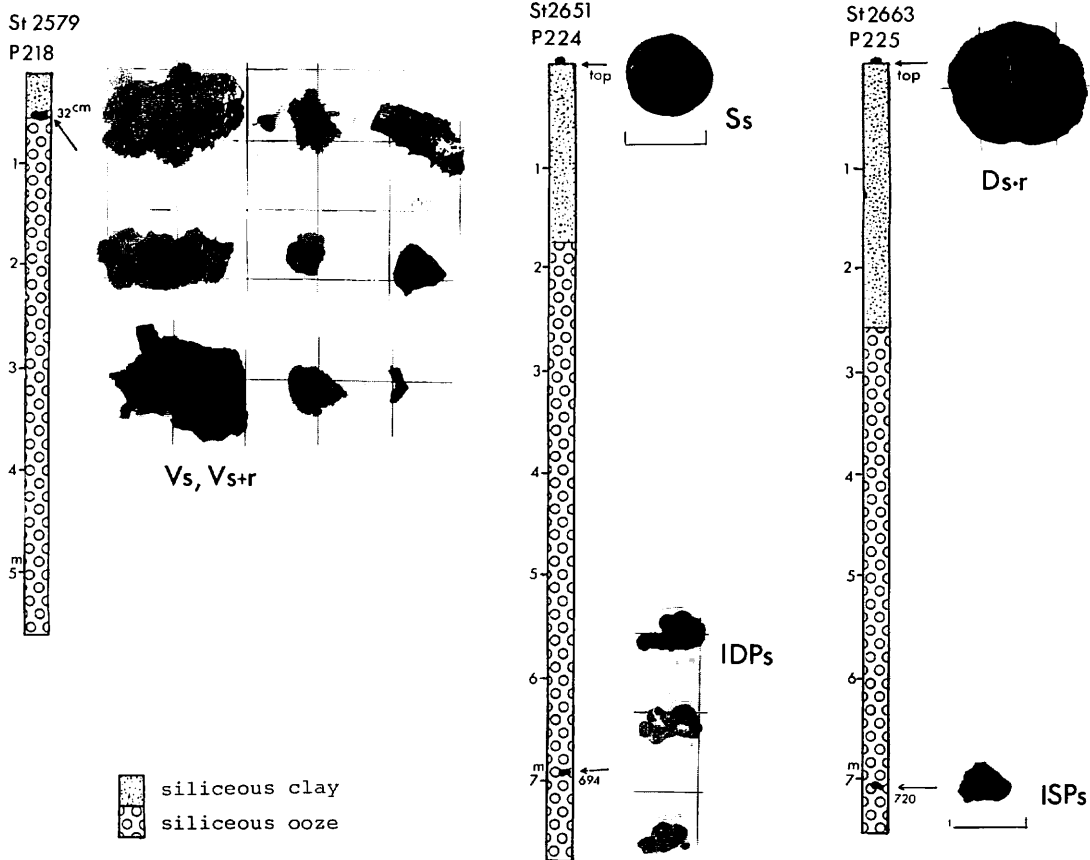 St 2579
P218
32cm
1
2
3
4
m
5
Vs, Vs+r
siliceous clay
siliceous ooze
St2651
P224
top
Ss
1
2
3
4
5
6
m
7
694
IDPs
St2663
P225
top
Ds·r
1
2
3
4
5
6
m
7
720
ISPs